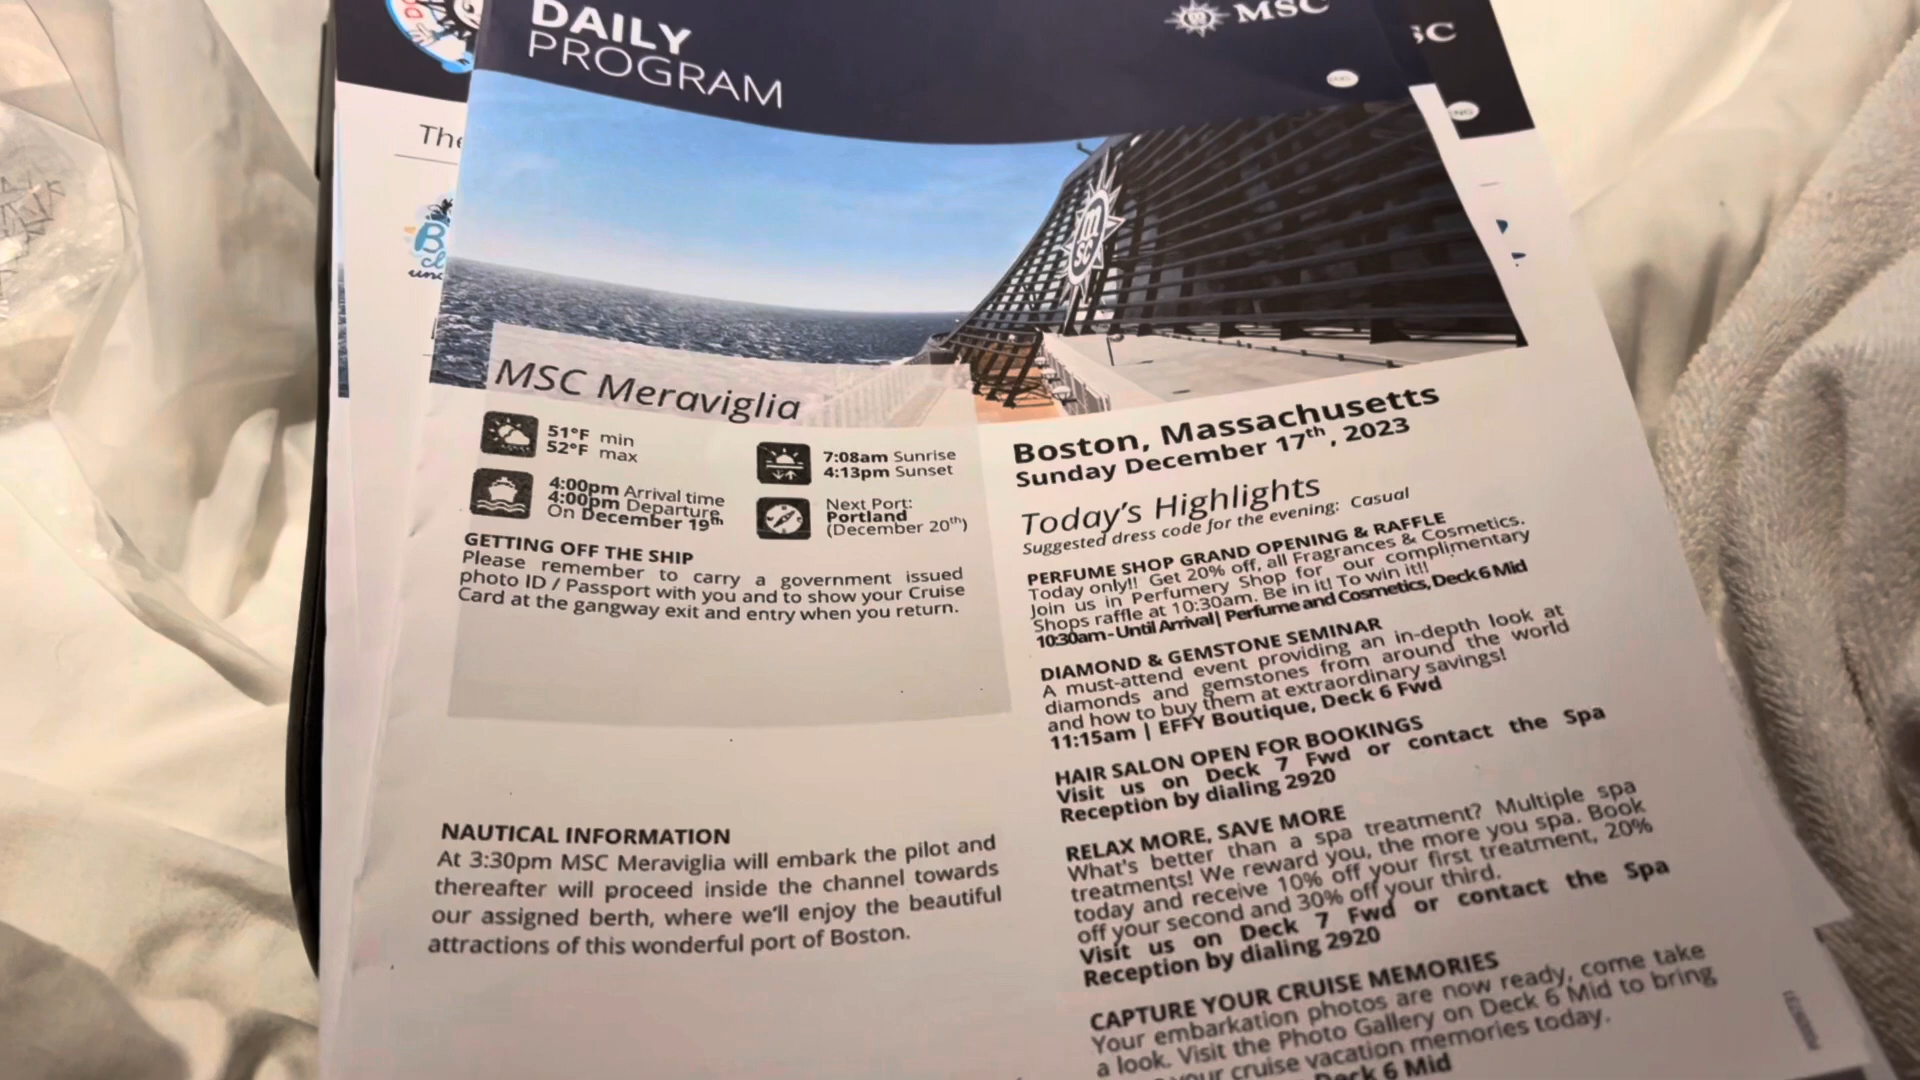 DAILY
PROGRAM
MSC
SC
The
B
cl
MSC
MSC Meraviglia
51°F min
52°F max
4:00pm Arrival time
4:00pm Departure
On December 19th
7:08am Sunrise
4:13pm Sunset
Next Port:
Portland
(December 20th)
GETTING OFF THE SHIP
Please remember to carry a government issued
photo ID / Passport with you and to show your Cruise
Card at the gangway exit and entry when you return.
NAUTICAL INFORMATION
At 3:30pm MSC Meraviglia will embark the pilot and
thereafter will proceed inside the channel towards
our assigned berth, where we'll enjoy the beautiful
attractions of this wonderful port of Boston.
Boston, Massachusetts
Sunday December 17th, 2023
Today's Highlights
Suggested dress code for the evening: Casual
PERFUME SHOP GRAND OPENING & RAFFLE
Today only!! Get 20% off, all Fragrances & Cosmetics.
Join us in Perfumery Shop for our complimentary
Shops raffle at 10:30am. Be in it! To win it!!
10:30am - Until Arrival| Perfume and Cosmetics, Deck 6 Mid
DIAMOND & GEMSTONE SEMINAR
A must-attend event providing an in-depth look at
diamonds and gemstones from around the world
and how to buy them at extraordinary savings!
11:15am | EFFY Boutique, Deck 6 Fwd
HAIR SALON OPEN FOR BOOKINGS
Visit us on Deck 7 Fwd or contact the Spa
Reception by dialing 2920
RELAX MORE, SAVE MORE
What's better than a spa treatment? Multiple spa
treatments! We reward you, the more you spa. Book
today and receive 10% off your first treatment, 20%
off your second and 30% off your third.
Visit us on Deck 7 Fwd or contact the Spa
Reception by dialing 2920
CAPTURE YOUR CRUISE MEMORIES
Your embarkation photos are now ready, come take
a look. Visit the Photo Gallery on Deck 6 Mid to bring
your cruise vacation memories today.
Deck 6 Mid